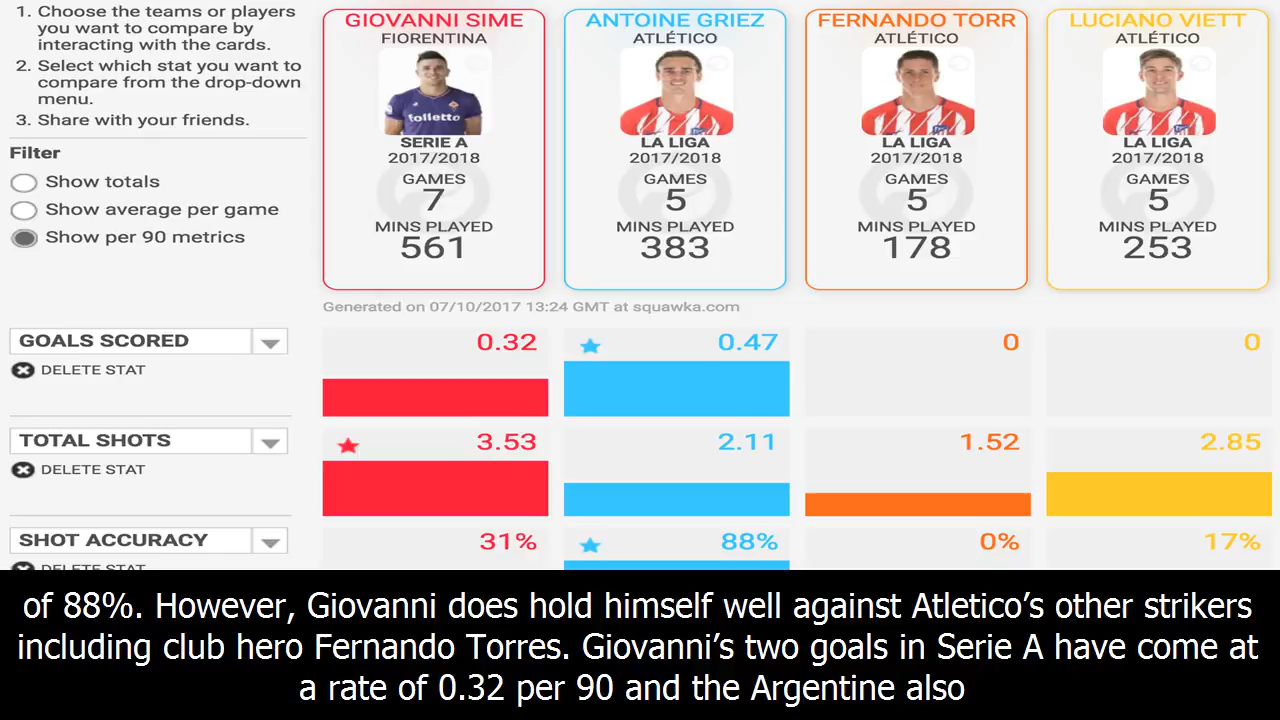 1. Choose the teams or players
you want to compare by
interacting with the cards.
2. Select which stat you want to
compare from the drop-down
menu.
3. Share with your friends.
Filter
Show totals
Show average per game
Show per 90 metrics
GIOVANNI SIME
FIORENTINA
folletto
SERIE A
2017/2018
GAMES
7
MINS PLAYED
561
ANTOINE GRIEZ
ATLÉTICO
LA LIGA
2017/2018
GAMES
5
MINS PLAYED
383
FERNANDO TORR
ATLÉTICO
LA LIGA
2017/2018
GAMES
5
MINS PLAYED
178
LUCIANO VIETT
ATLÉTICO
LA LIGA
2017/2018
GAMES
5
MINS PLAYED
253
Generated on 07/10/2017 13:24 GMT at squawka.com
GOALS SCORED 0.32 0.47 0 0
DELETE STAT
TOTAL SHOTS 3.53 2.11 1.52 2.85
DELETE STAT
SHOT ACCURACY 31% 88% 0% 17%
DELETE STAT
of 88%. However, Giovanni does hold himself well against Atletico’s other strikers
including club hero Fernando Torres. Giovanni’s two goals in Serie A have come at
a rate of 0.32 per 90 and the Argentine also